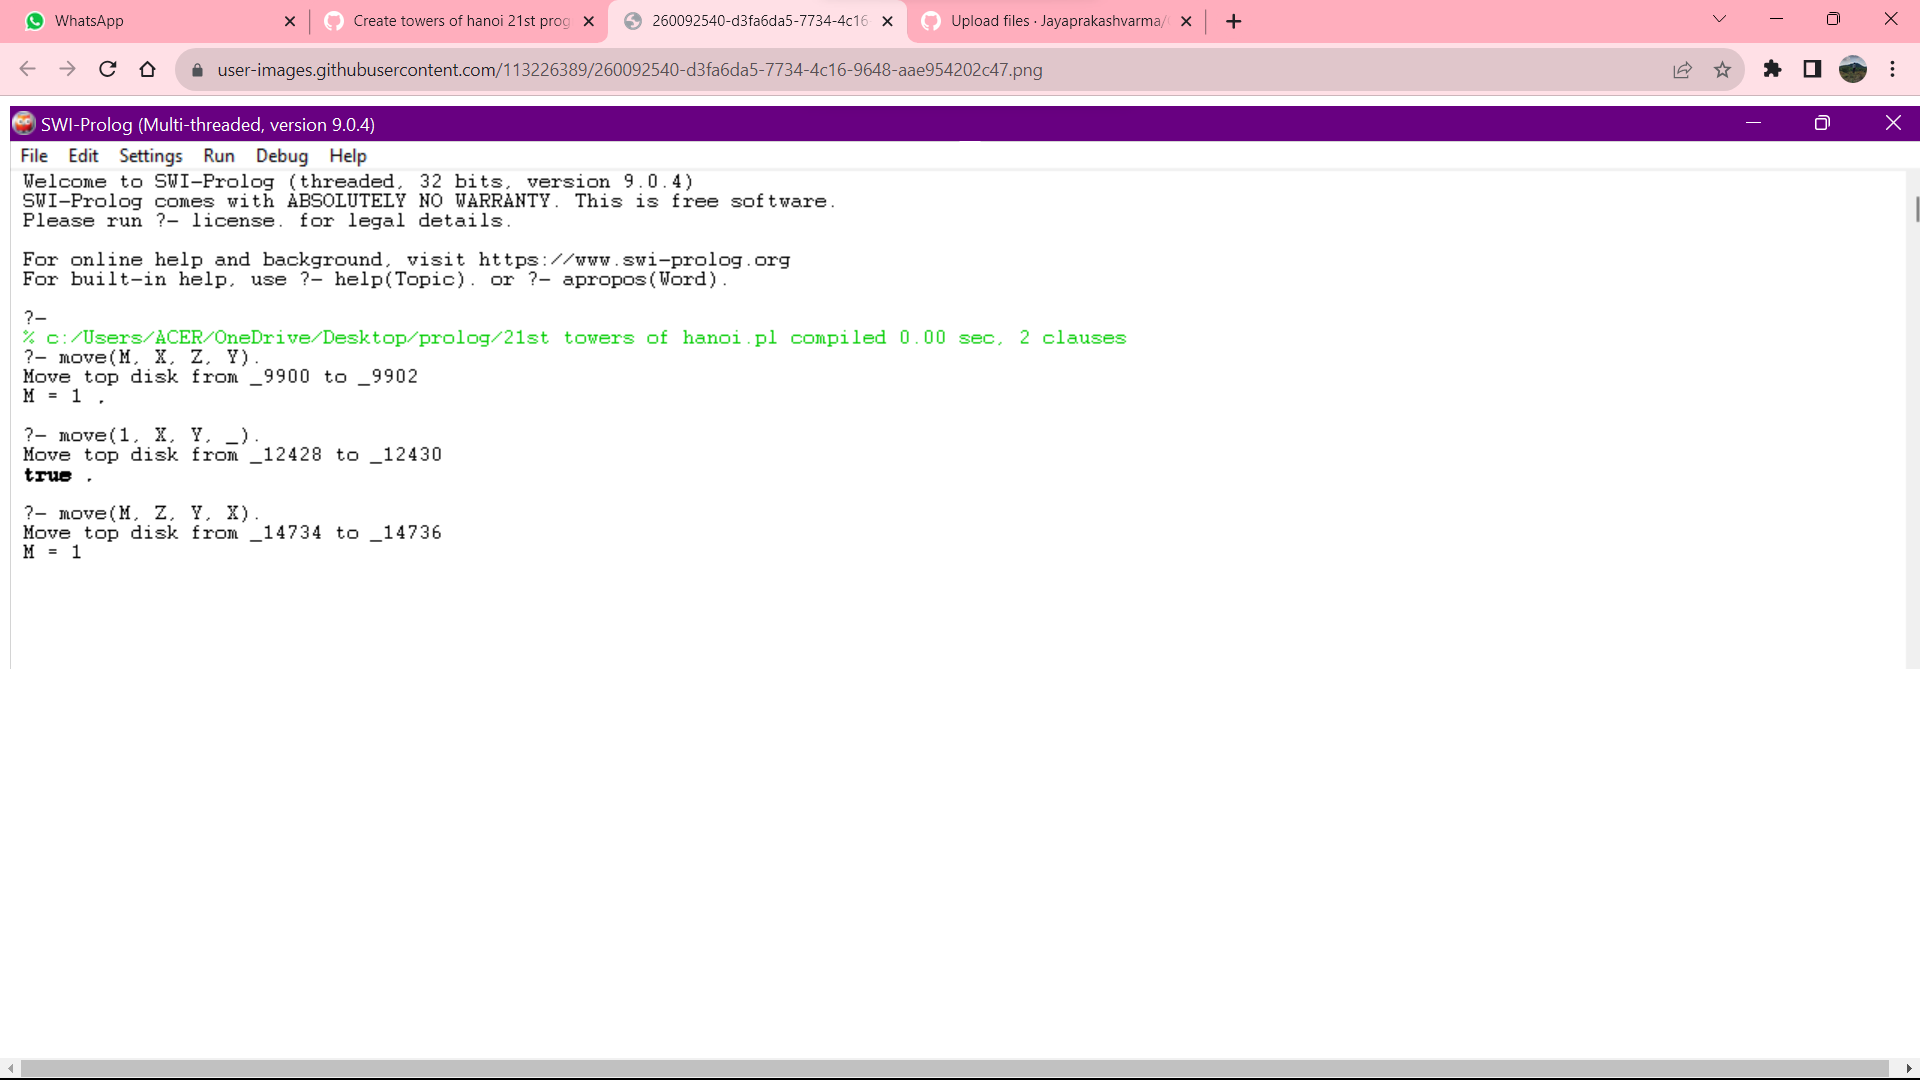 WhatsApp
Create towers of hanoi 21st prog
260092540-d3fa6da5-7734-4c16-
Upload files · Jayaprakashvarma/
user-images.githubusercontent.com/113226389/260092540-d3fa6da5-7734-4c16-9648-aae954202c47.png
SWI-Prolog (Multi-threaded, version 9.0.4)
File Edit Settings Run Debug Help
Welcome to SWI-Prolog (threaded, 32 bits, version 9.0.4)
SWI-Prolog comes with ABSOLUTELY NO WARRANTY. This is free software.
Please run ?- license. for legal details.
For online help and background, visit https://www.swi-prolog.org
For built-in help, use ?- help(Topic). or ?- apropos(Word).
?-
% c:/Users/ACER/OneDrive/Desktop/prolog/21st towers of hanoi.pl compiled 0.00 sec, 2 clauses
?- move(M, X, Z, Y).
Move top disk from _9900 to _9902
M = 1 .
?- move(1, X, Y, _).
Move top disk from _12428 to _12430
true .
?- move(M, Z, Y, X).
Move top disk from _14734 to _14736
M = 1